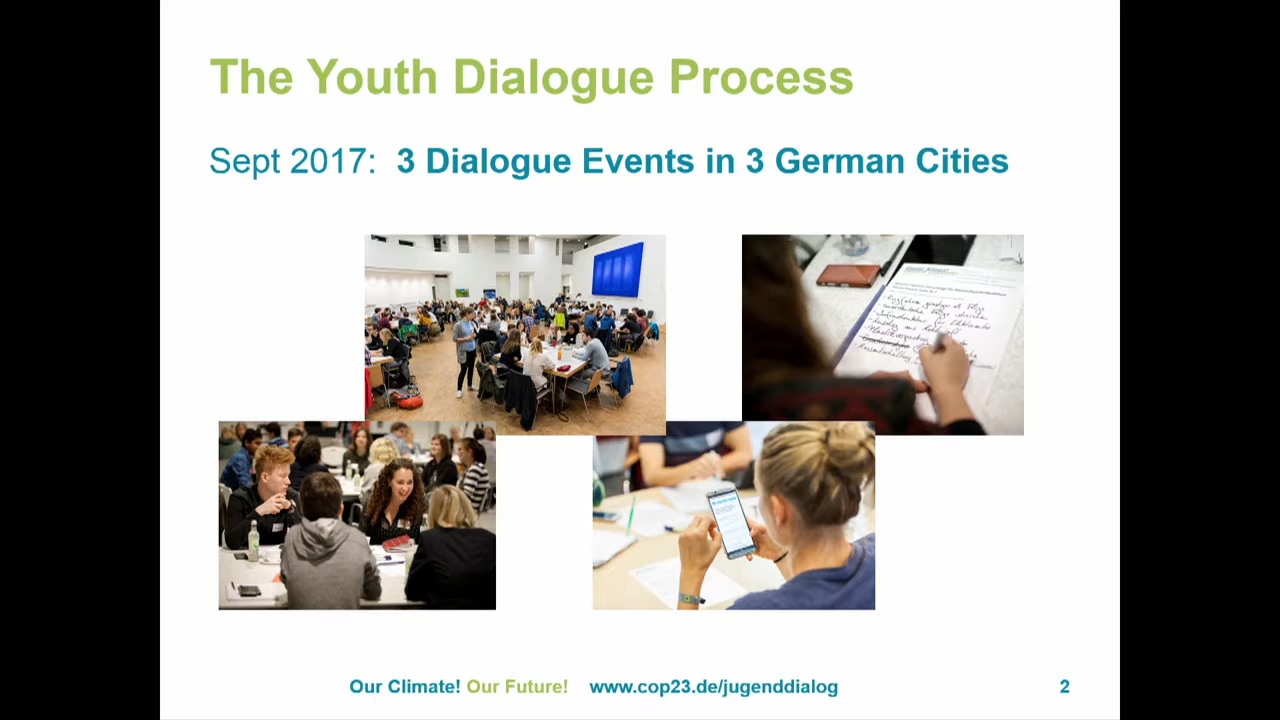 The Youth Dialogue Process
Sept 2017: 3 Dialogue Events in 3 German Cities
Our Climate! Our Future! www.cop23.de/jugenddialog
2